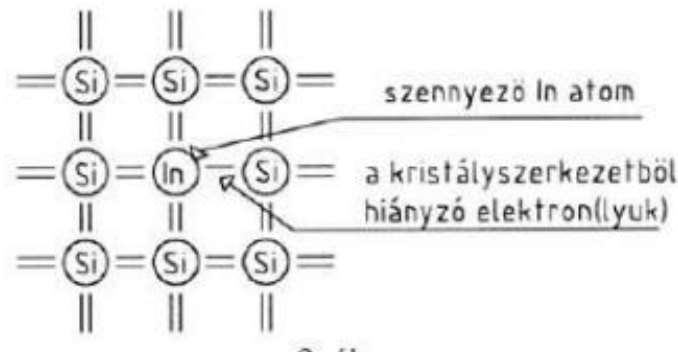 Si Si Si
szennyező In atom
Si In Si
a kristályszerkezetből
hiányzó elektron(lyuk)
Si Si Si